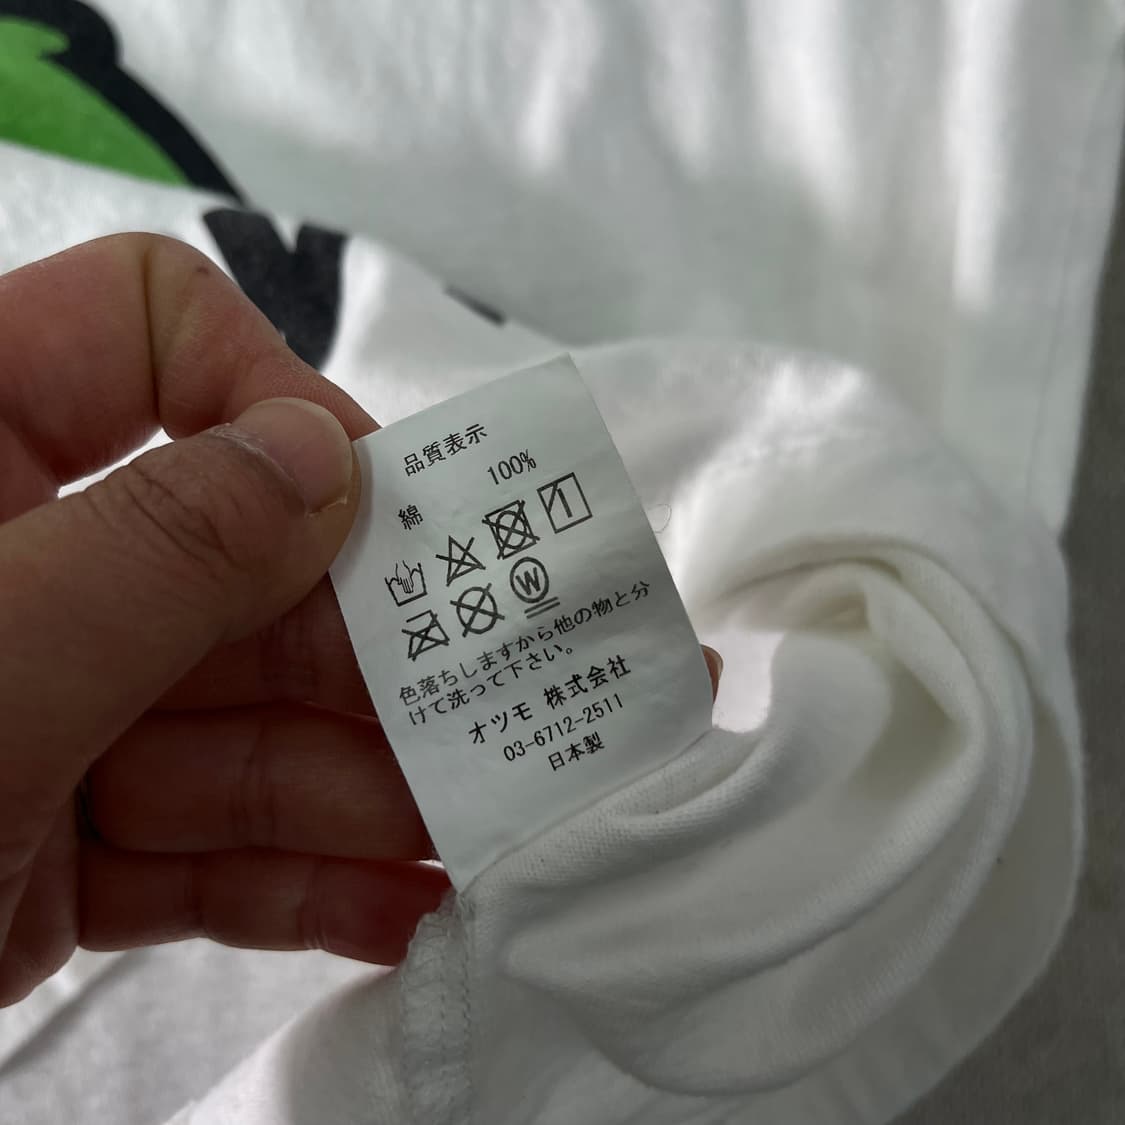 品質表示
綿 100%
W
色落ちしますから他の物と分
けて洗って下さい。
オツモ 株式会社
03-6712-2511
日本製